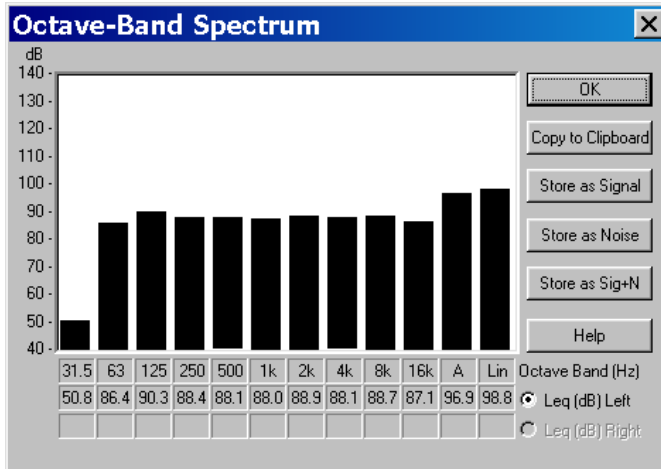 Octave-Band Spectrum
dB
140
130
120
110
100
90
80
70
60
50
40
OK
Copy to Clipboard
Store as Signal
Store as Noise
Store as Sig+N
Help
31.5 63 125 250 500 1k 2k 4k 8k 16k A Lin Octave Band (Hz)
50.8 86.4 90.3 88.4 88.1 88.0 88.9 88.1 88.7 87.1 96.9 98.8 Leq (dB) Left
Leq (dB) Right